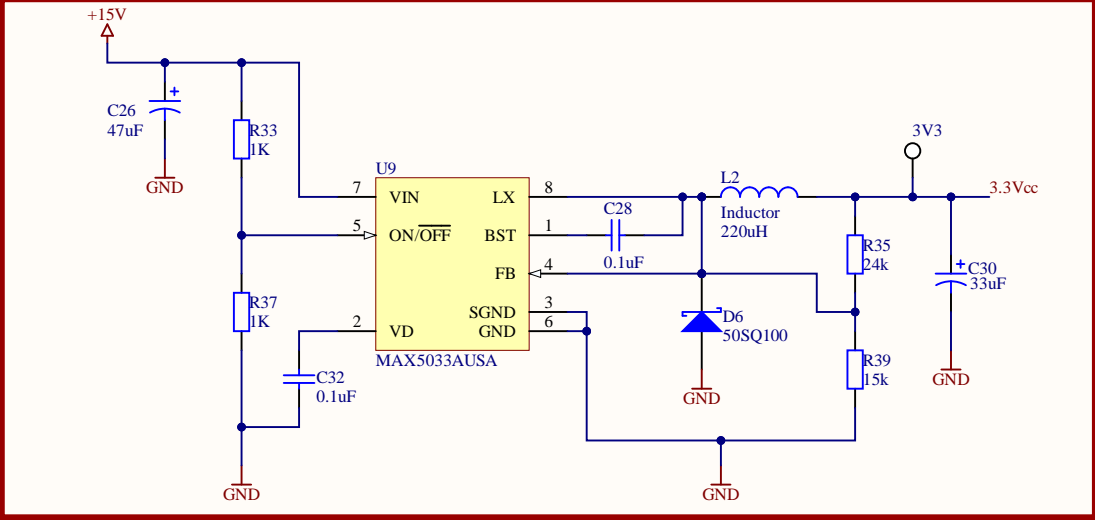 +15V
C26
47uF
GND
R33
1K
R37
1K
GND
C32
0.1uF
U9
7
VIN
5
ON/OFF
2
VD
LX
8
BST
1
FB
4
SGND
3
GND
6
MAX5033AUSA
C28
0.1uF
L2
Inductor
220uH
D6
50SQ100
GND
GND
3V3
3.3Vcc
R35
24k
R39
15k
C30
33uF
GND